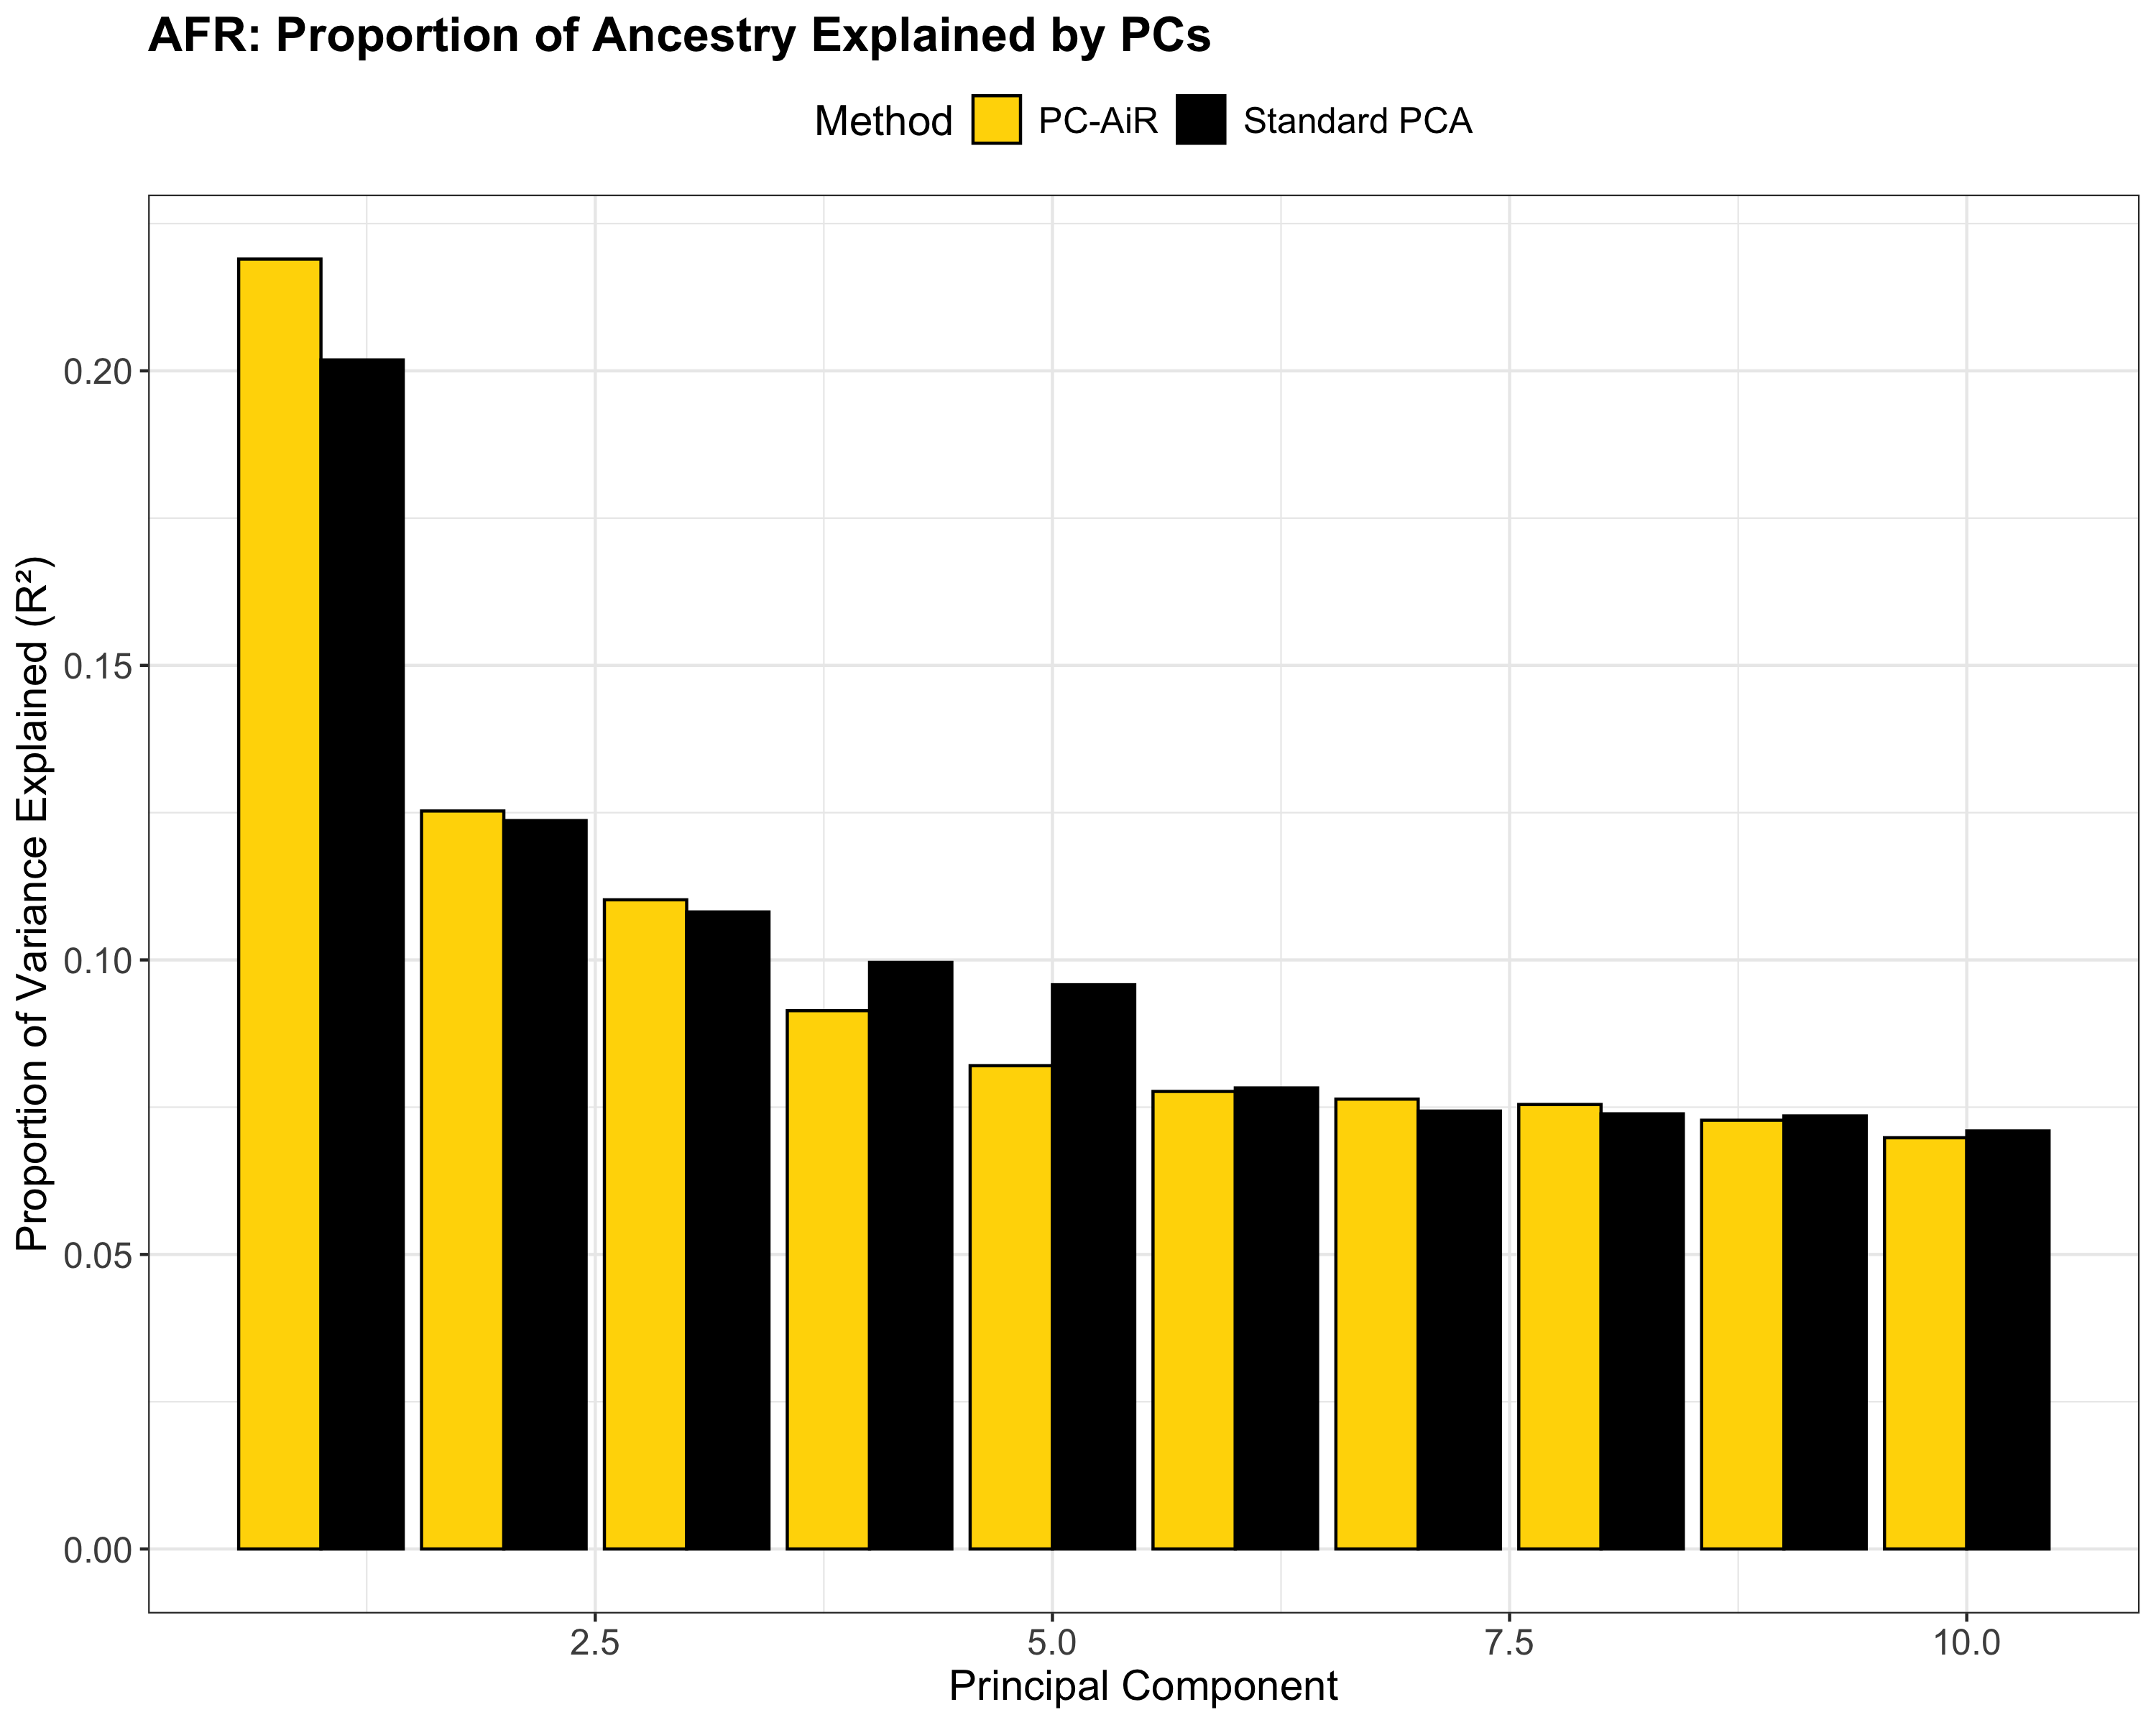 AFR: Proportion of Ancestry Explained by PCs
Method PC-AiR Standard PCA
Proportion of Variance Explained (R²)
0.20
0.15
0.10
0.05
0.00
2.5 5.0 7.5 10.0
Principal Component